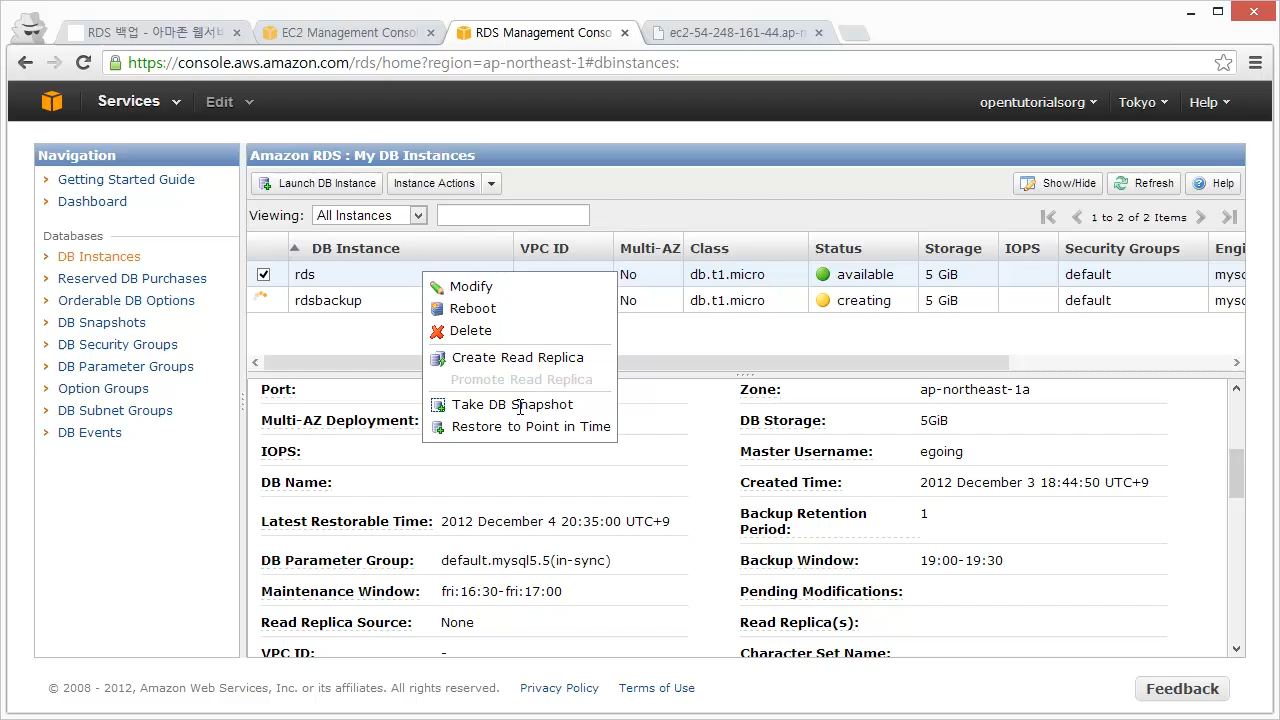 RDS 백업 - 아마존 웹서비
EC2 Management Consol
RDS Management Conso
ec2-54-248-161-44.ap-n
https://console.aws.amazon.com/rds/home?region=ap-northeast-1#dbinstances:
Services Edit opentutorialsorg Tokyo Help
Navigation
Getting Started Guide
Dashboard
Databases
DB Instances
Reserved DB Purchases
Orderable DB Options
DB Snapshots
DB Security Groups
DB Parameter Groups
Option Groups
DB Subnet Groups
DB Events
Amazon RDS : My DB Instances
Launch DB Instance Instance Actions Show/Hide Refresh Help
Viewing: All Instances 1 to 2 of 2 Items
DB Instance VPC ID Multi-AZ Class Status Storage IOPS Security Groups Engi
rds No db.t1.micro available 5 GiB default mysq
rdsbackup No db.t1.micro creating 5 GiB default mysq
Modify
Reboot
Delete
Create Read Replica
Promote Read Replica
Take DB Snapshot
Restore to Point in Time
Port: Zone: ap-northeast-1a
Multi-AZ Deployment: DB Storage: 5GiB
IOPS: Master Username: egoing
DB Name: Created Time: 2012 December 3 18:44:50 UTC+9
Latest Restorable Time: 2012 December 4 20:35:00 UTC+9 Backup Retention Period: 1
DB Parameter Group: default.mysql5.5(in-sync) Backup Window: 19:00-19:30
Maintenance Window: fri:16:30-fri:17:00 Pending Modifications:
Read Replica Source: None Read Replica(s):
VPC ID: - Character Set Name:
© 2008 - 2012, Amazon Web Services, Inc. or its affiliates. All rights reserved. Privacy Policy Terms of Use Feedback